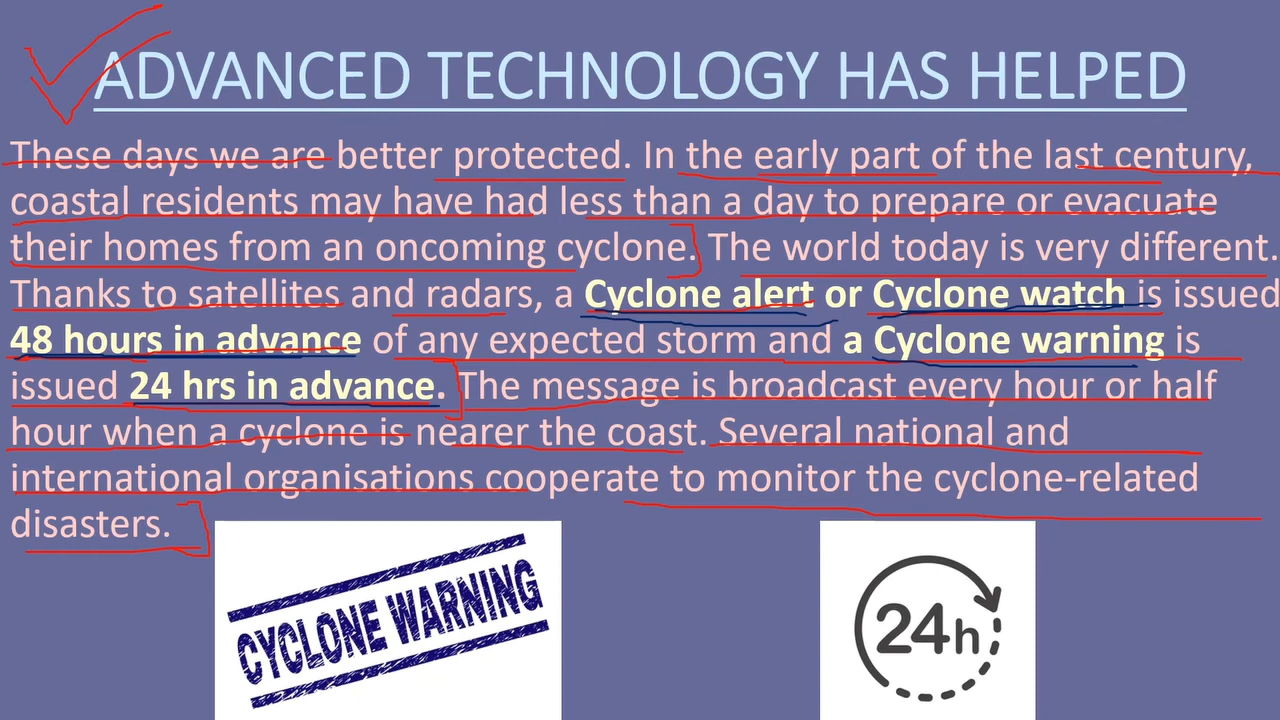 ADVANCED TECHNOLOGY HAS HELPED
These days we are better protected. In the early part of the last century,
coastal residents may have had less than a day to prepare or evacuate
their homes from an oncoming cyclone. The world today is very different.
Thanks to satellites and radars, a Cyclone alert or Cyclone watch is issued
48 hours in advance of any expected storm and a Cyclone warning is
issued 24 hrs in advance. The message is broadcast every hour or half
hour when a cyclone is nearer the coast. Several national and
international organisations cooperate to monitor the cyclone-related
disasters.
CYCLONE WARNING
24h